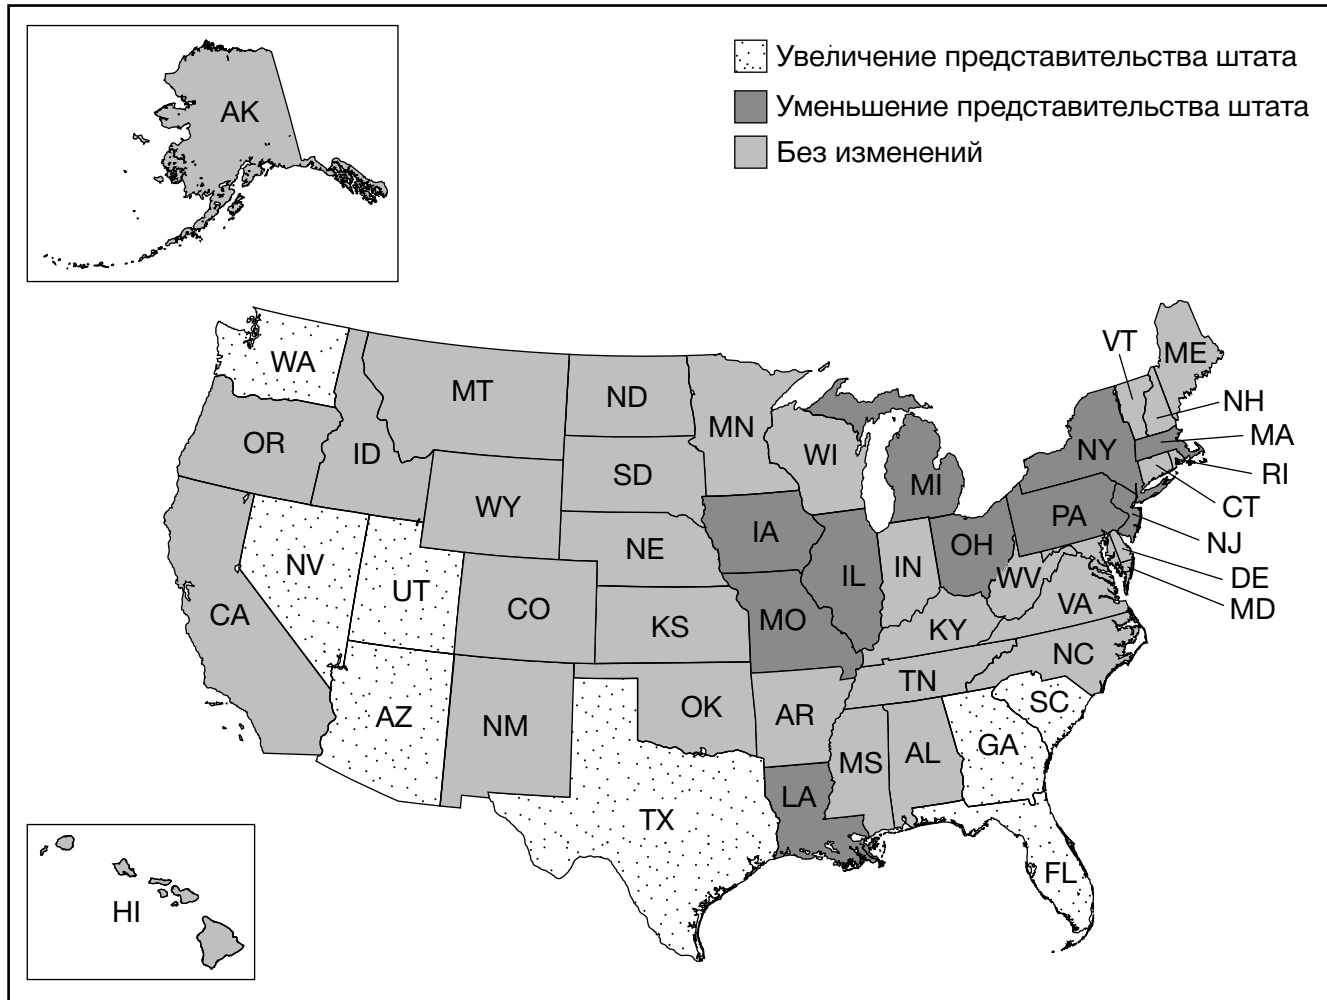 Увеличение представительства штата
Уменьшение представительства штата
Без изменений
AK
WA
MT
ND
MN
VT
ME
OR
ID
SD
WI
MI
NY
NH
MA
RI
WY
IA
PA
CT
NE
NJ
NV
UT
CO
IL
IN
OH
WV
DE
CA
KS
MO
KY
VA
MD
NC
AZ
NM
OK
AR
TN
SC
MS
AL
GA
TX
LA
FL
HI